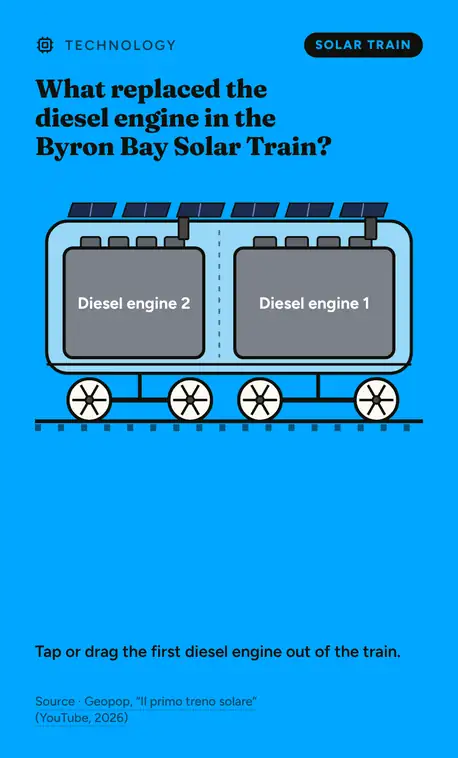 TECHNOLOGY
SOLAR TRAIN
What replaced the
diesel engine in the
Byron Bay Solar Train?
Diesel engine 2
Diesel engine 1
Tap or drag the first diesel engine out of the train.
Source · Geopop, "Il primo treno solare"
(YouTube, 2026)